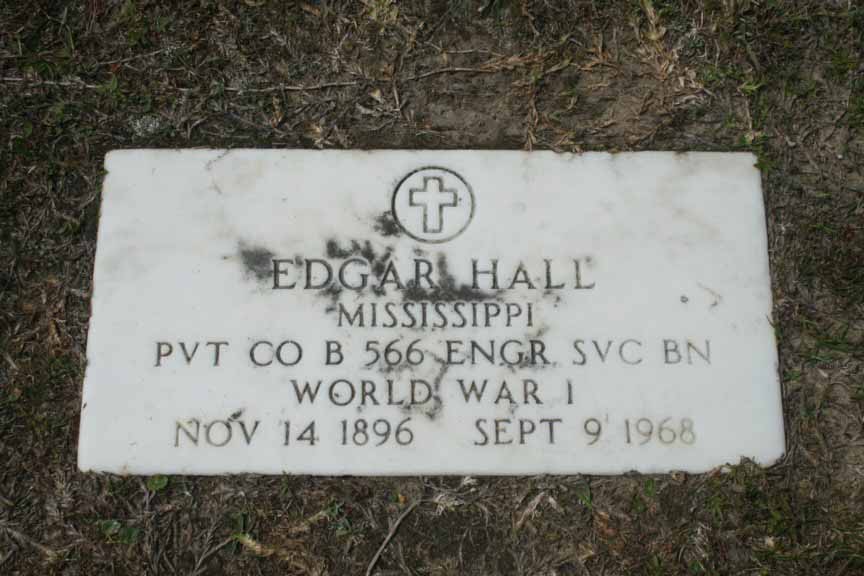 EDGAR HALL
MISSISSIPPI
PVT CO B 566 ENGR SVC BN
WORLD WAR I
NOV 14 1896 SEPT 9 1968